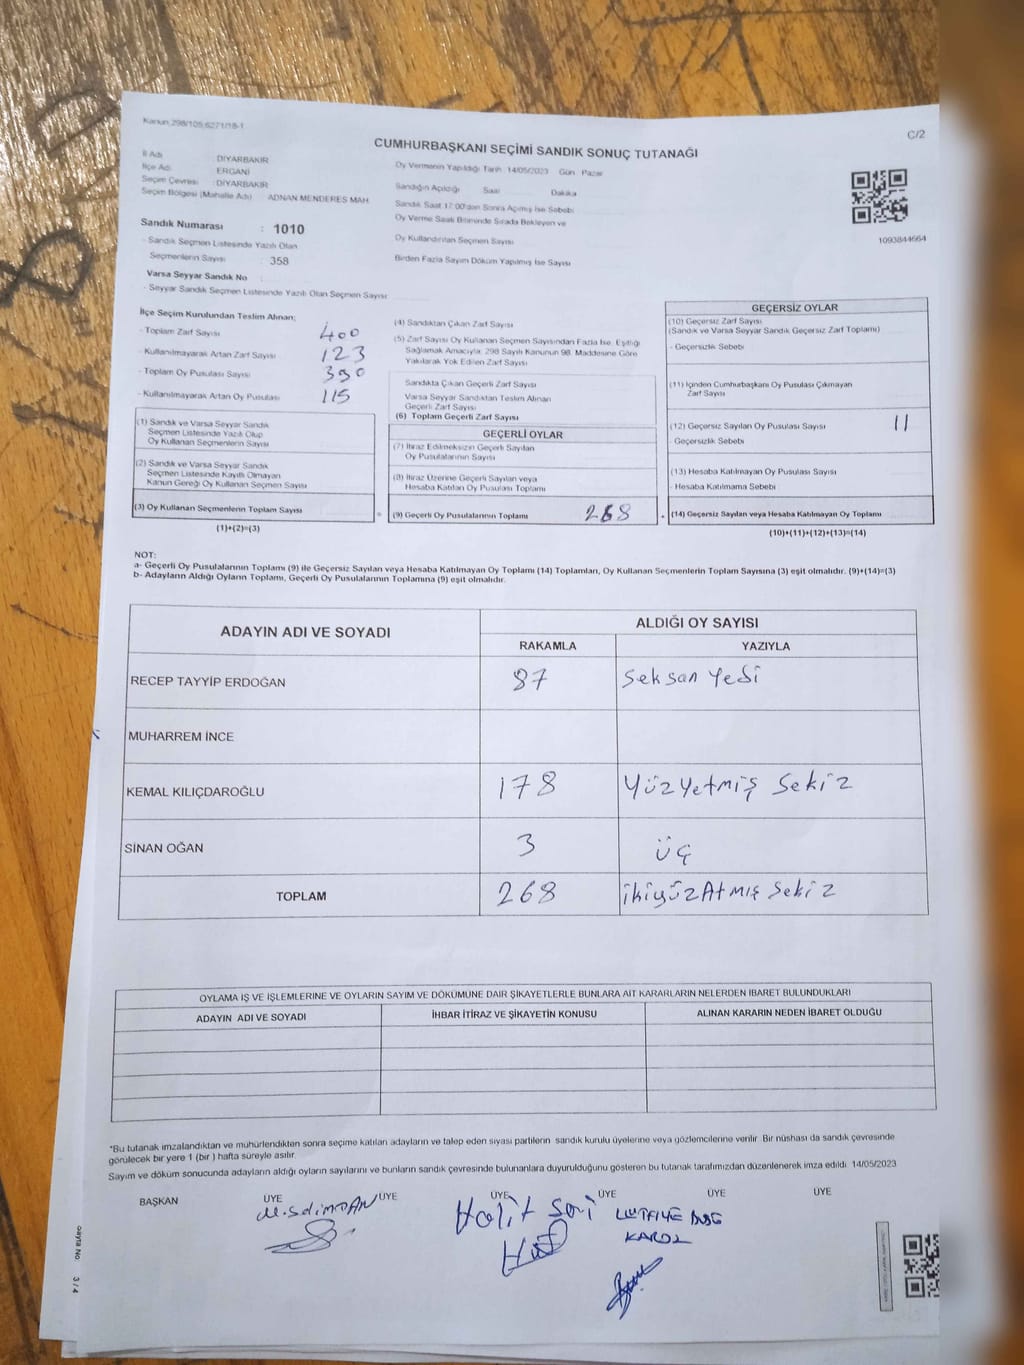 Kanun 298/105,6271/18-1
C/2
CUMHURBAŞKANI SEÇİMİ SANDIK SONUÇ TUTANAĞI
İl Adı DİYARBAKIR
İlçe Adı ERGANİ
Seçim Çevresi DİYARBAKIR
Seçim Bölgesi (Mahalle Adı) ADNAN MENDERES MAH
Sandık Numarası : 1010
- Sandık Seçmen Listesinde Yazılı Olan
Seçmenlerin Sayısı : 358
Varsa Seyyar Sandık No
- Seyyar Sandık Seçmen Listesinde Yazılı Olan Seçmen Sayısı
Oy Vermenin Yapıldığı Tarih 14/05/2023 Gün Pazar
Sandığın Açıldığı Saat Dakika
Sandık Saat 17:00'den Sonra Açılmış İse Sebebi
Oy Verme Saati Bitiminde Sırada Bekleyen ve
Oy Kullandırılan Seçmen Sayısı
Birden Fazla Sayım Döküm Yapılmış İse Sayısı
1093844664
İlçe Seçim Kurulundan Teslim Alınan;
- Toplam Zarf Sayısı 400
- Kullanılmayarak Artan Zarf Sayısı 123
- Toplam Oy Pusulası Sayısı 390
- Kullanılmayarak Artan Oy Pusulası 115
(1) Sandık ve Varsa Seyyar Sandık
Seçmen Listesinde Yazılı Olup
Oy Kullanan Seçmenlerin Sayısı
(2) Sandık ve Varsa Seyyar Sandık
Seçmen Listesinde Kayıtlı Olmayan
Kanun Gereği Oy Kullanan Seçmen Sayısı
(3) Oy Kullanan Seçmenlerin Toplam Sayısı
(1)+(2)=(3)
(4) Sandıktan Çıkan Zarf Sayısı
(5) Zarf Sayısı Oy Kullanan Seçmen Sayısından Fazla İse, Eşitliği
Sağlamak Amacıyla, 298 Sayılı Kanunun 98. Maddesine Göre
Yakılarak Yok Edilen Zarf Sayısı
Sandıkta Çıkan Geçerli Zarf Sayısı
Varsa Seyyar Sandıktan Teslim Alınan
Geçerli Zarf Sayısı
(6) Toplam Geçerli Zarf Sayısı
GEÇERLİ OYLAR
(7) İtiraz Edilmeksizin Geçerli Sayılan
Oy Pusulalarının Sayısı
(8) İtiraz Üzerine Geçerli Sayılan veya
Hesaba Katılan Oy Pusulası Toplamı
= (9) Geçerli Oy Pusulalarının Toplamı 268
GEÇERSİZ OYLAR
(10) Geçersiz Zarf Sayısı
(Sandık ve Varsa Seyyar Sandık Geçersiz Zarf Toplamı)
- Geçersizlik Sebebi
(11) İçinden Cumhurbaşkanı Oy Pusulası Çıkmayan
Zarf Sayısı
(12) Geçersiz Sayılan Oy Pusulası Sayısı 11
Geçersizlik Sebebi
(13) Hesaba Katılmayan Oy Pusulası Sayısı
- Hesaba Katılmama Sebebi
+ (14) Geçersiz Sayılan veya Hesaba Katılmayan Oy Toplamı
(10)+(11)+(12)+(13)=(14)
NOT:
a- Geçerli Oy Pusulalarının Toplamı (9) ile Geçersiz Sayılan veya Hesaba Katılmayan Oy Toplamı (14) Toplamları, Oy Kullanan Seçmenlerin Toplam Sayısına (3) eşit olmalıdır. (9)+(14)=(3)
b- Adayların Aldığı Oyların Toplamı, Geçerli Oy Pusulalarının Toplamına (9) eşit olmalıdır.
ADAYIN ADI VE SOYADI ALDIĞI OY SAYISI
RAKAMLA YAZIYLA
RECEP TAYYİP ERDOĞAN 87 Seksan Yedi
MUHARREM İNCE
KEMAL KILIÇDAROĞLU 178 Yüzyetmiş Sekiz
SİNAN OĞAN 3 üç
TOPLAM 268 ikiyüzAtmış Sekiz
OYLAMA İŞ VE İŞLEMLERİNE VE OYLARIN SAYIM VE DÖKÜMÜNE DAİR ŞİKAYETLERLE BUNLARA AİT KARARLARIN NELERDEN İBARET BULUNDUKLARI
ADAYIN ADI VE SOYADI İHBAR İTİRAZ VE ŞİKAYETİN KONUSU ALINAN KARARIN NEDEN İBARET OLDUĞU
*Bu tutanak imzalandıktan ve mühürlendikten sonra seçime katılan adayların ve talep eden siyasi partilerin sandık kurulu üyelerine veya gözlemcilerine verilir. Bir nüshası da sandık çevresinde
görülecek bir yere 1 (bir) hafta süreyle asılır.
Sayım ve döküm sonucunda adayların aldığı oyların sayılarını ve bunların sandık çevresinde bulunanlara duyurulduğunu gösteren bu tutanak tarafımızdan düzenlenerek imza edildi. 14/05/2023
BAŞKAN ÜYE ÜYE ÜYE ÜYE ÜYE ÜYE
Halit
LUTFİYE
Sayfa No 3 / 4